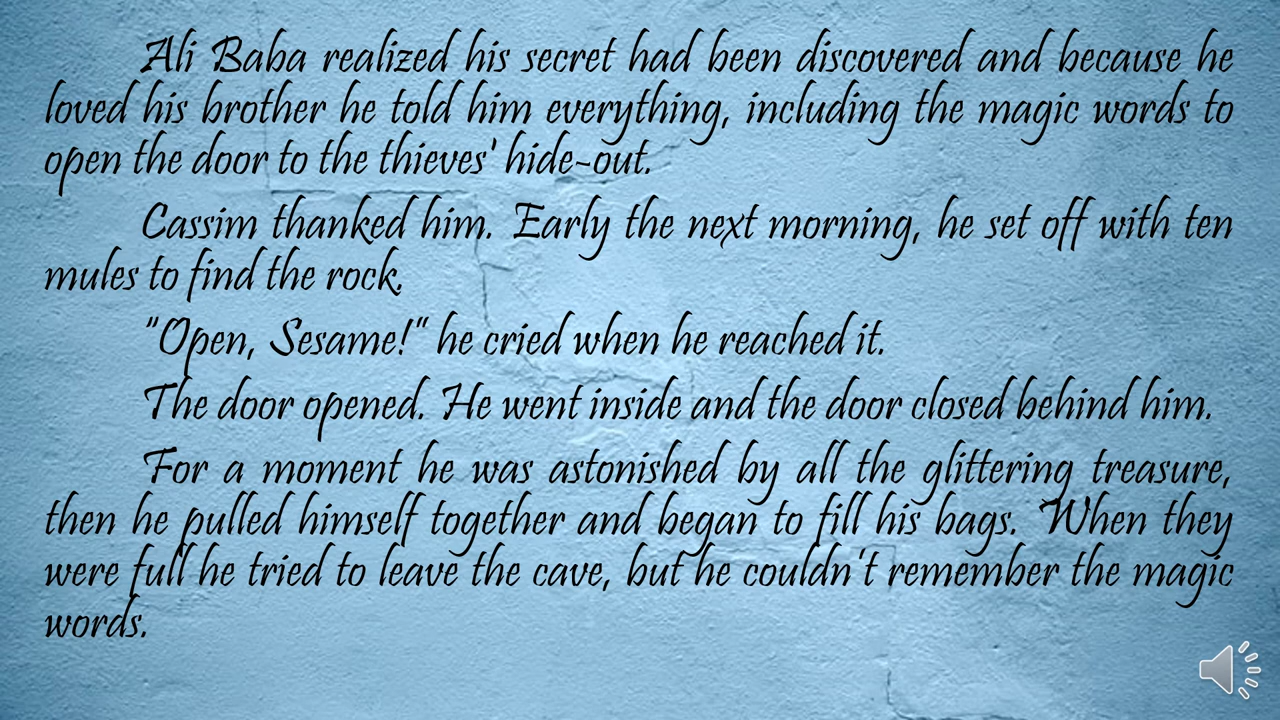 Ali Baba realized his secret had been discovered and because he
loved his brother he told him everything, including the magic words to
open the door to the thieves' hide-out.
Cassim thanked him. Early the next morning, he set off with ten
mules to find the rock.
"Open, Sesame!" he cried when he reached it.
The door opened. He went inside and the door closed behind him.
For a moment he was astonished by all the glittering treasure,
then he pulled himself together and began to fill his bags. When they
were full he tried to leave the cave, but he couldn't remember the magic
words.